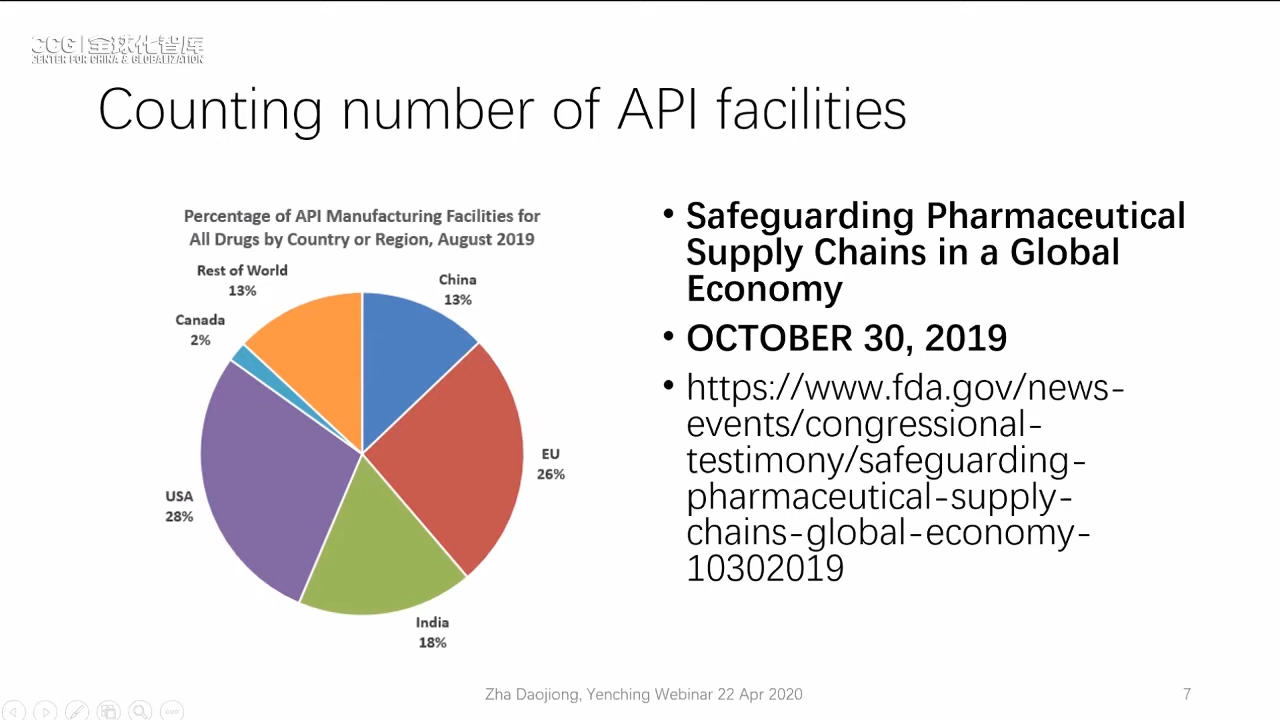 CCG 全球化智库
CENTER FOR CHINA & GLOBALIZATION
Counting number of API facilities
Percentage of API Manufacturing Facilities for
All Drugs by Country or Region, August 2019
Rest of World
13%
China
13%
Canada
2%
EU
26%
USA
28%
India
18%
• Safeguarding Pharmaceutical
Supply Chains in a Global
Economy
• OCTOBER 30, 2019
• https://www.fda.gov/news-
events/congressional-
testimony/safeguarding-
pharmaceutical-supply-
chains-global-economy-
10302019
Zha Daojiong, Yenching Webinar 22 Apr 2020
7